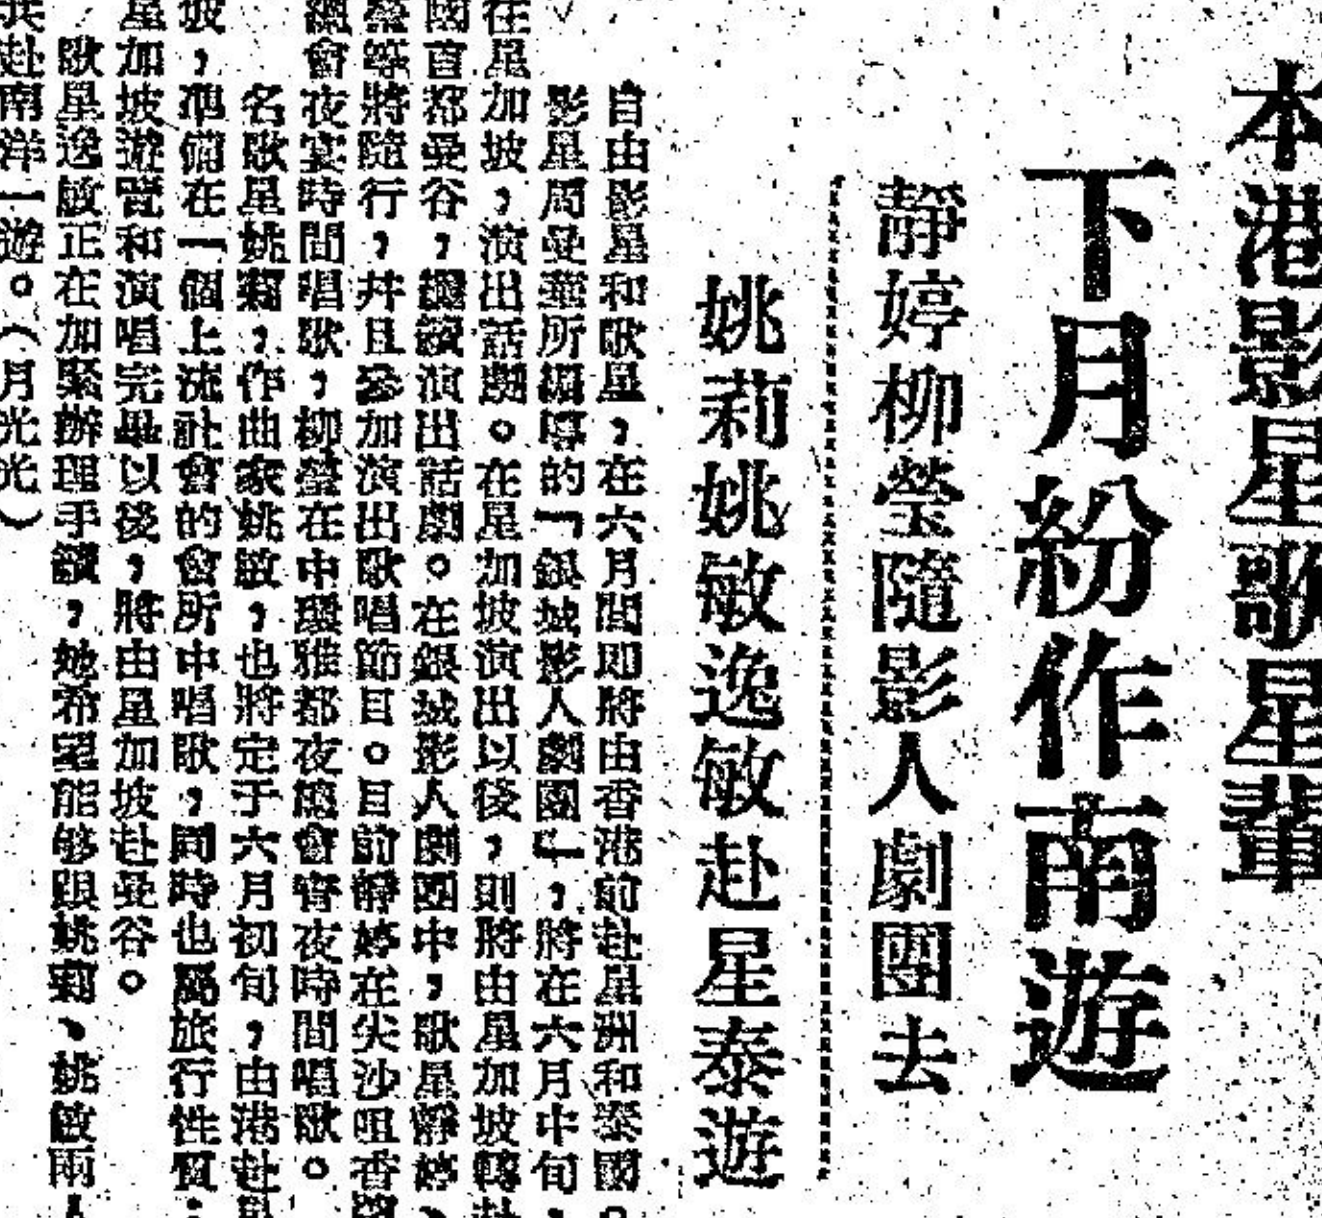 本港影星歌星輩
下月紛作南遊
靜婷柳瑩隨影人劇團去
姚莉姚敏逸敏赴星泰遊
自由影星和歌星，在六月間即將由香港前赴星洲和泰國。
影星周曼華所編導的「銀城影人劇團」，將在六月中旬，
在星加坡，演出話劇。在星加坡演出以後，則將由星加坡轉赴
國首都曼谷，繼續演出話劇。在銀城影人劇團中，歌星靜婷、
瑩等將隨行，幷且參加演出歌唱節目。目前靜婷在尖沙咀香
會夜宴時間唱歌，柳瑩在中環雅都夜總會宵夜時間唱歌。
名歌星姚莉，作曲家姚敏，也將定于六月初旬，由港赴星
坡，準備在一個上流社會的會所中唱歌，同時也屬旅行性質；
星加坡遊覽和演唱完畢以後，將由星加坡赴曼谷。
歌星逸敏正在加緊辦理手續，她希望能够跟姚莉、姚敏兩人
共赴南洋一遊。（月光光）